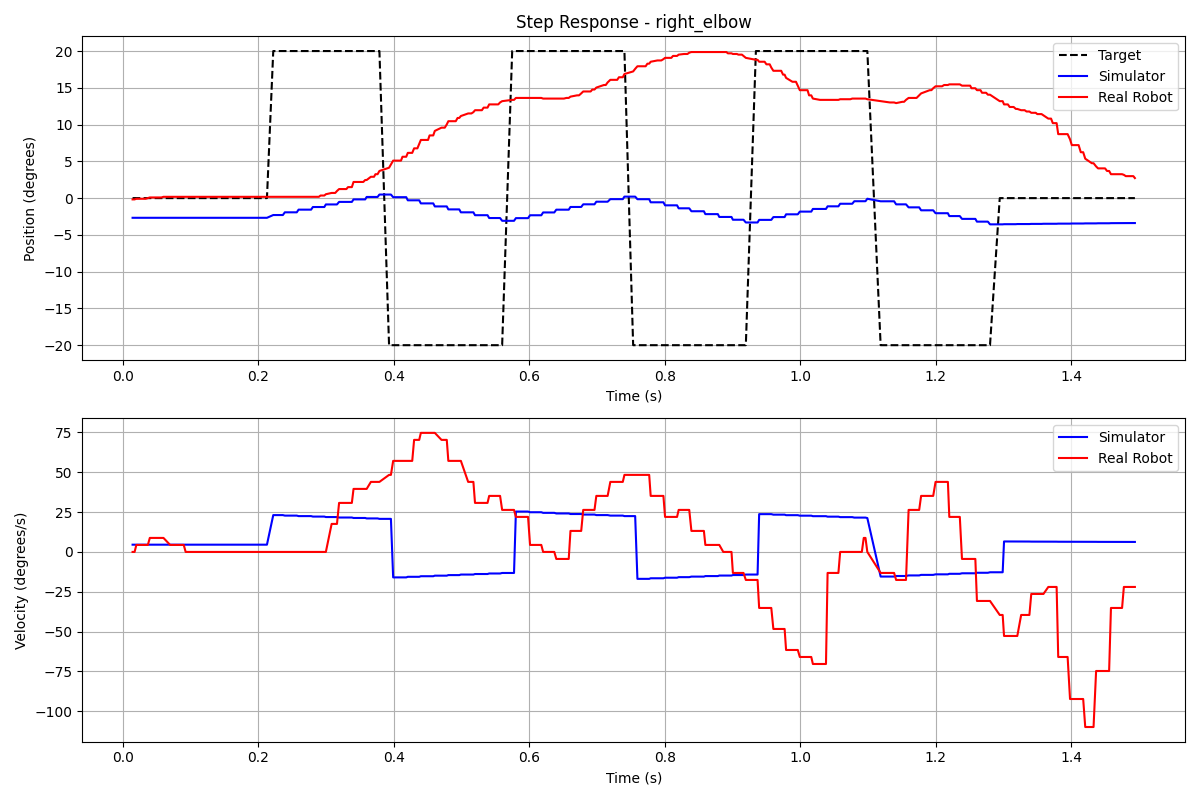 Step Response - right_elbow
Position (degrees)
20
15
10
5
0
−5
−10
−15
−20
Target
Simulator
Real Robot
0.0 0.2 0.4 0.6 0.8 1.0 1.2 1.4
Time (s)
Velocity (degrees/s)
75
50
25
0
−25
−50
−75
−100
Simulator
Real Robot
0.0 0.2 0.4 0.6 0.8 1.0 1.2 1.4
Time (s)